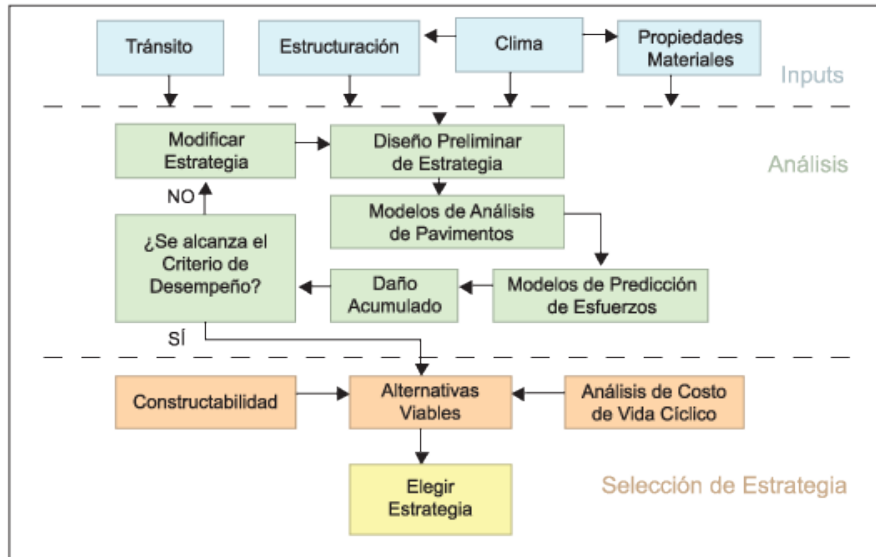 Tránsito
Estructuración
Clima
Propiedades
Materiales
Inputs
Modificar
Estrategia
Diseño Preliminar
de Estrategia
Análisis
NO
Modelos de Análisis
de Pavimentos
¿Se alcanza el
Criterio de
Desempeño?
Daño
Acumulado
Modelos de Predicción
de Esfuerzos
SÍ
Constructabilidad
Alternativas
Viables
Análisis de Costo
de Vida Cíclico
Elegir
Estrategia
Selección de Estrategia